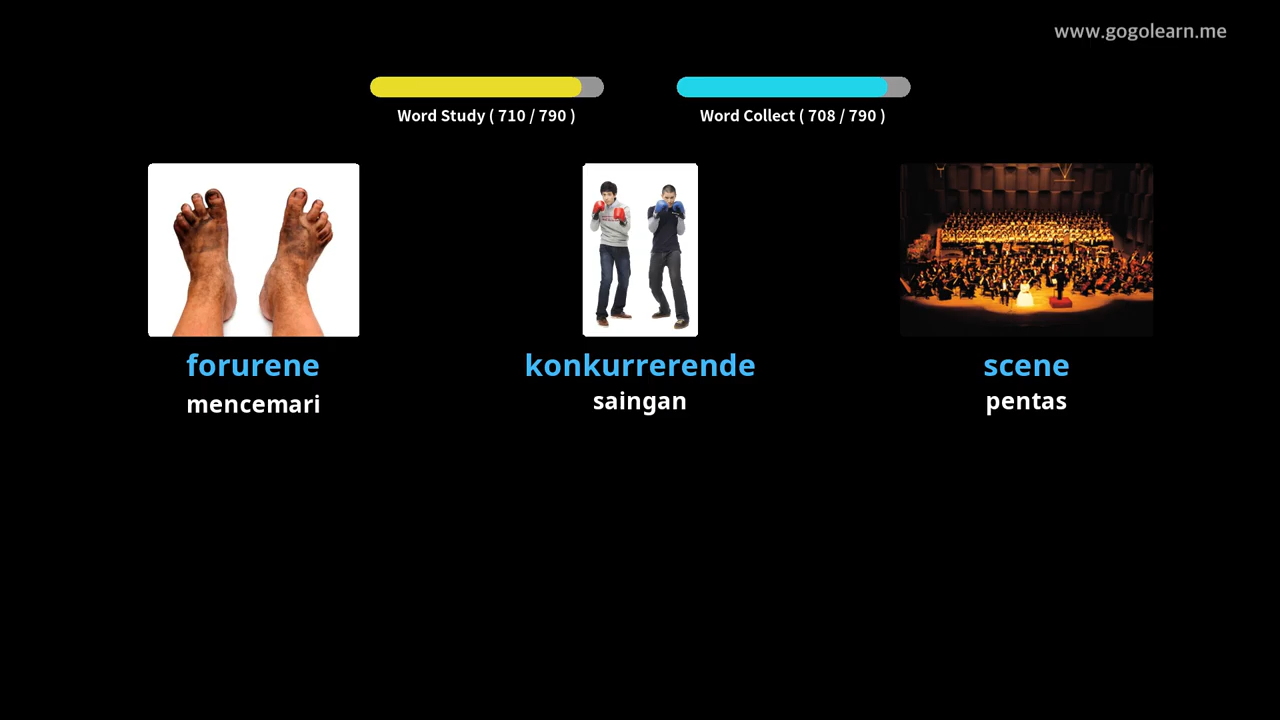 www.gogolearn.me
Word Study ( 710 / 790 )
Word Collect ( 708 / 790 )
forurene
konkurrerende
scene
mencemari
saingan
pentas